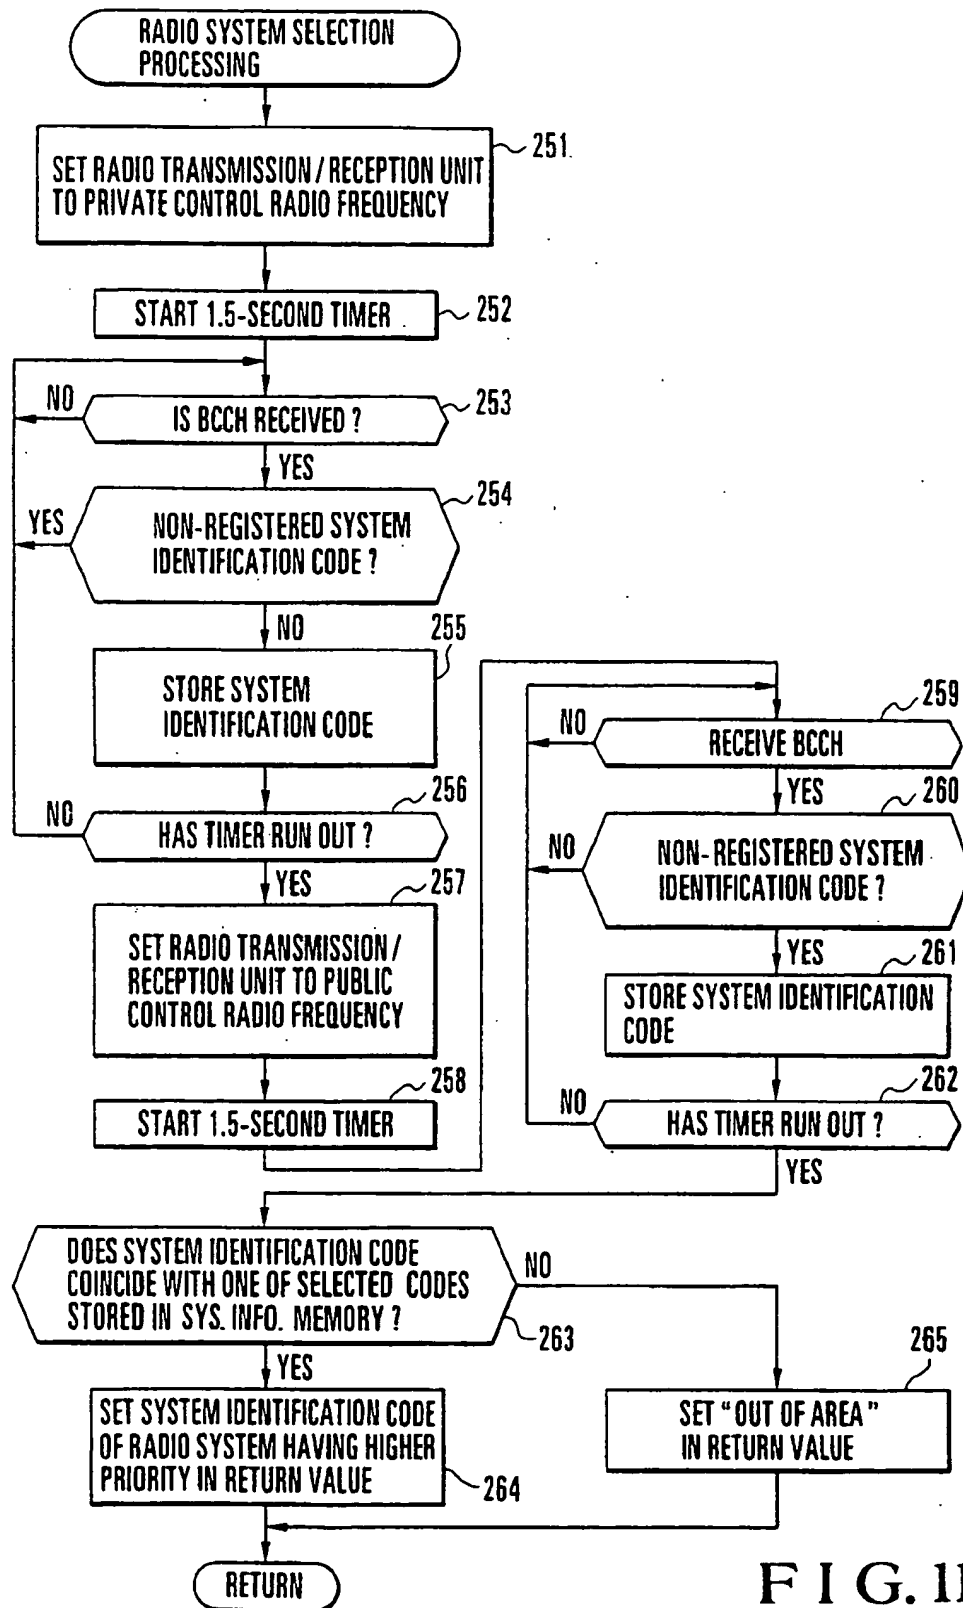 RADIO SYSTEM SELECTION
PROCESSING
251
SET RADIO TRANSMISSION / RECEPTION UNIT
TO PRIVATE CONTROL RADIO FREQUENCY
START 1.5-SECOND TIMER
252
NO
IS BCCH RECEIVED ?
253
YES
254
YES
NON-REGISTERED SYSTEM
IDENTIFICATION CODE ?
NO
255
STORE SYSTEM
IDENTIFICATION CODE
256
NO
HAS TIMER RUN OUT ?
YES
257
SET RADIO TRANSMISSION /
RECEPTION UNIT TO PUBLIC
CONTROL RADIO FREQUENCY
258
START 1.5-SECOND TIMER
259
NO
RECEIVE BCCH
YES
260
NO
NON-REGISTERED SYSTEM
IDENTIFICATION CODE ?
YES
261
STORE SYSTEM IDENTIFICATION
CODE
262
NO
HAS TIMER RUN OUT ?
YES
DOES SYSTEM IDENTIFICATION CODE
COINCIDE WITH ONE OF SELECTED CODES
STORED IN SYS. INFO. MEMORY ?
NO
263
YES
265
SET SYSTEM IDENTIFICATION CODE
OF RADIO SYSTEM HAVING HIGHER
PRIORITY IN RETURN VALUE
264
SET "OUT OF AREA"
IN RETURN VALUE
RETURN